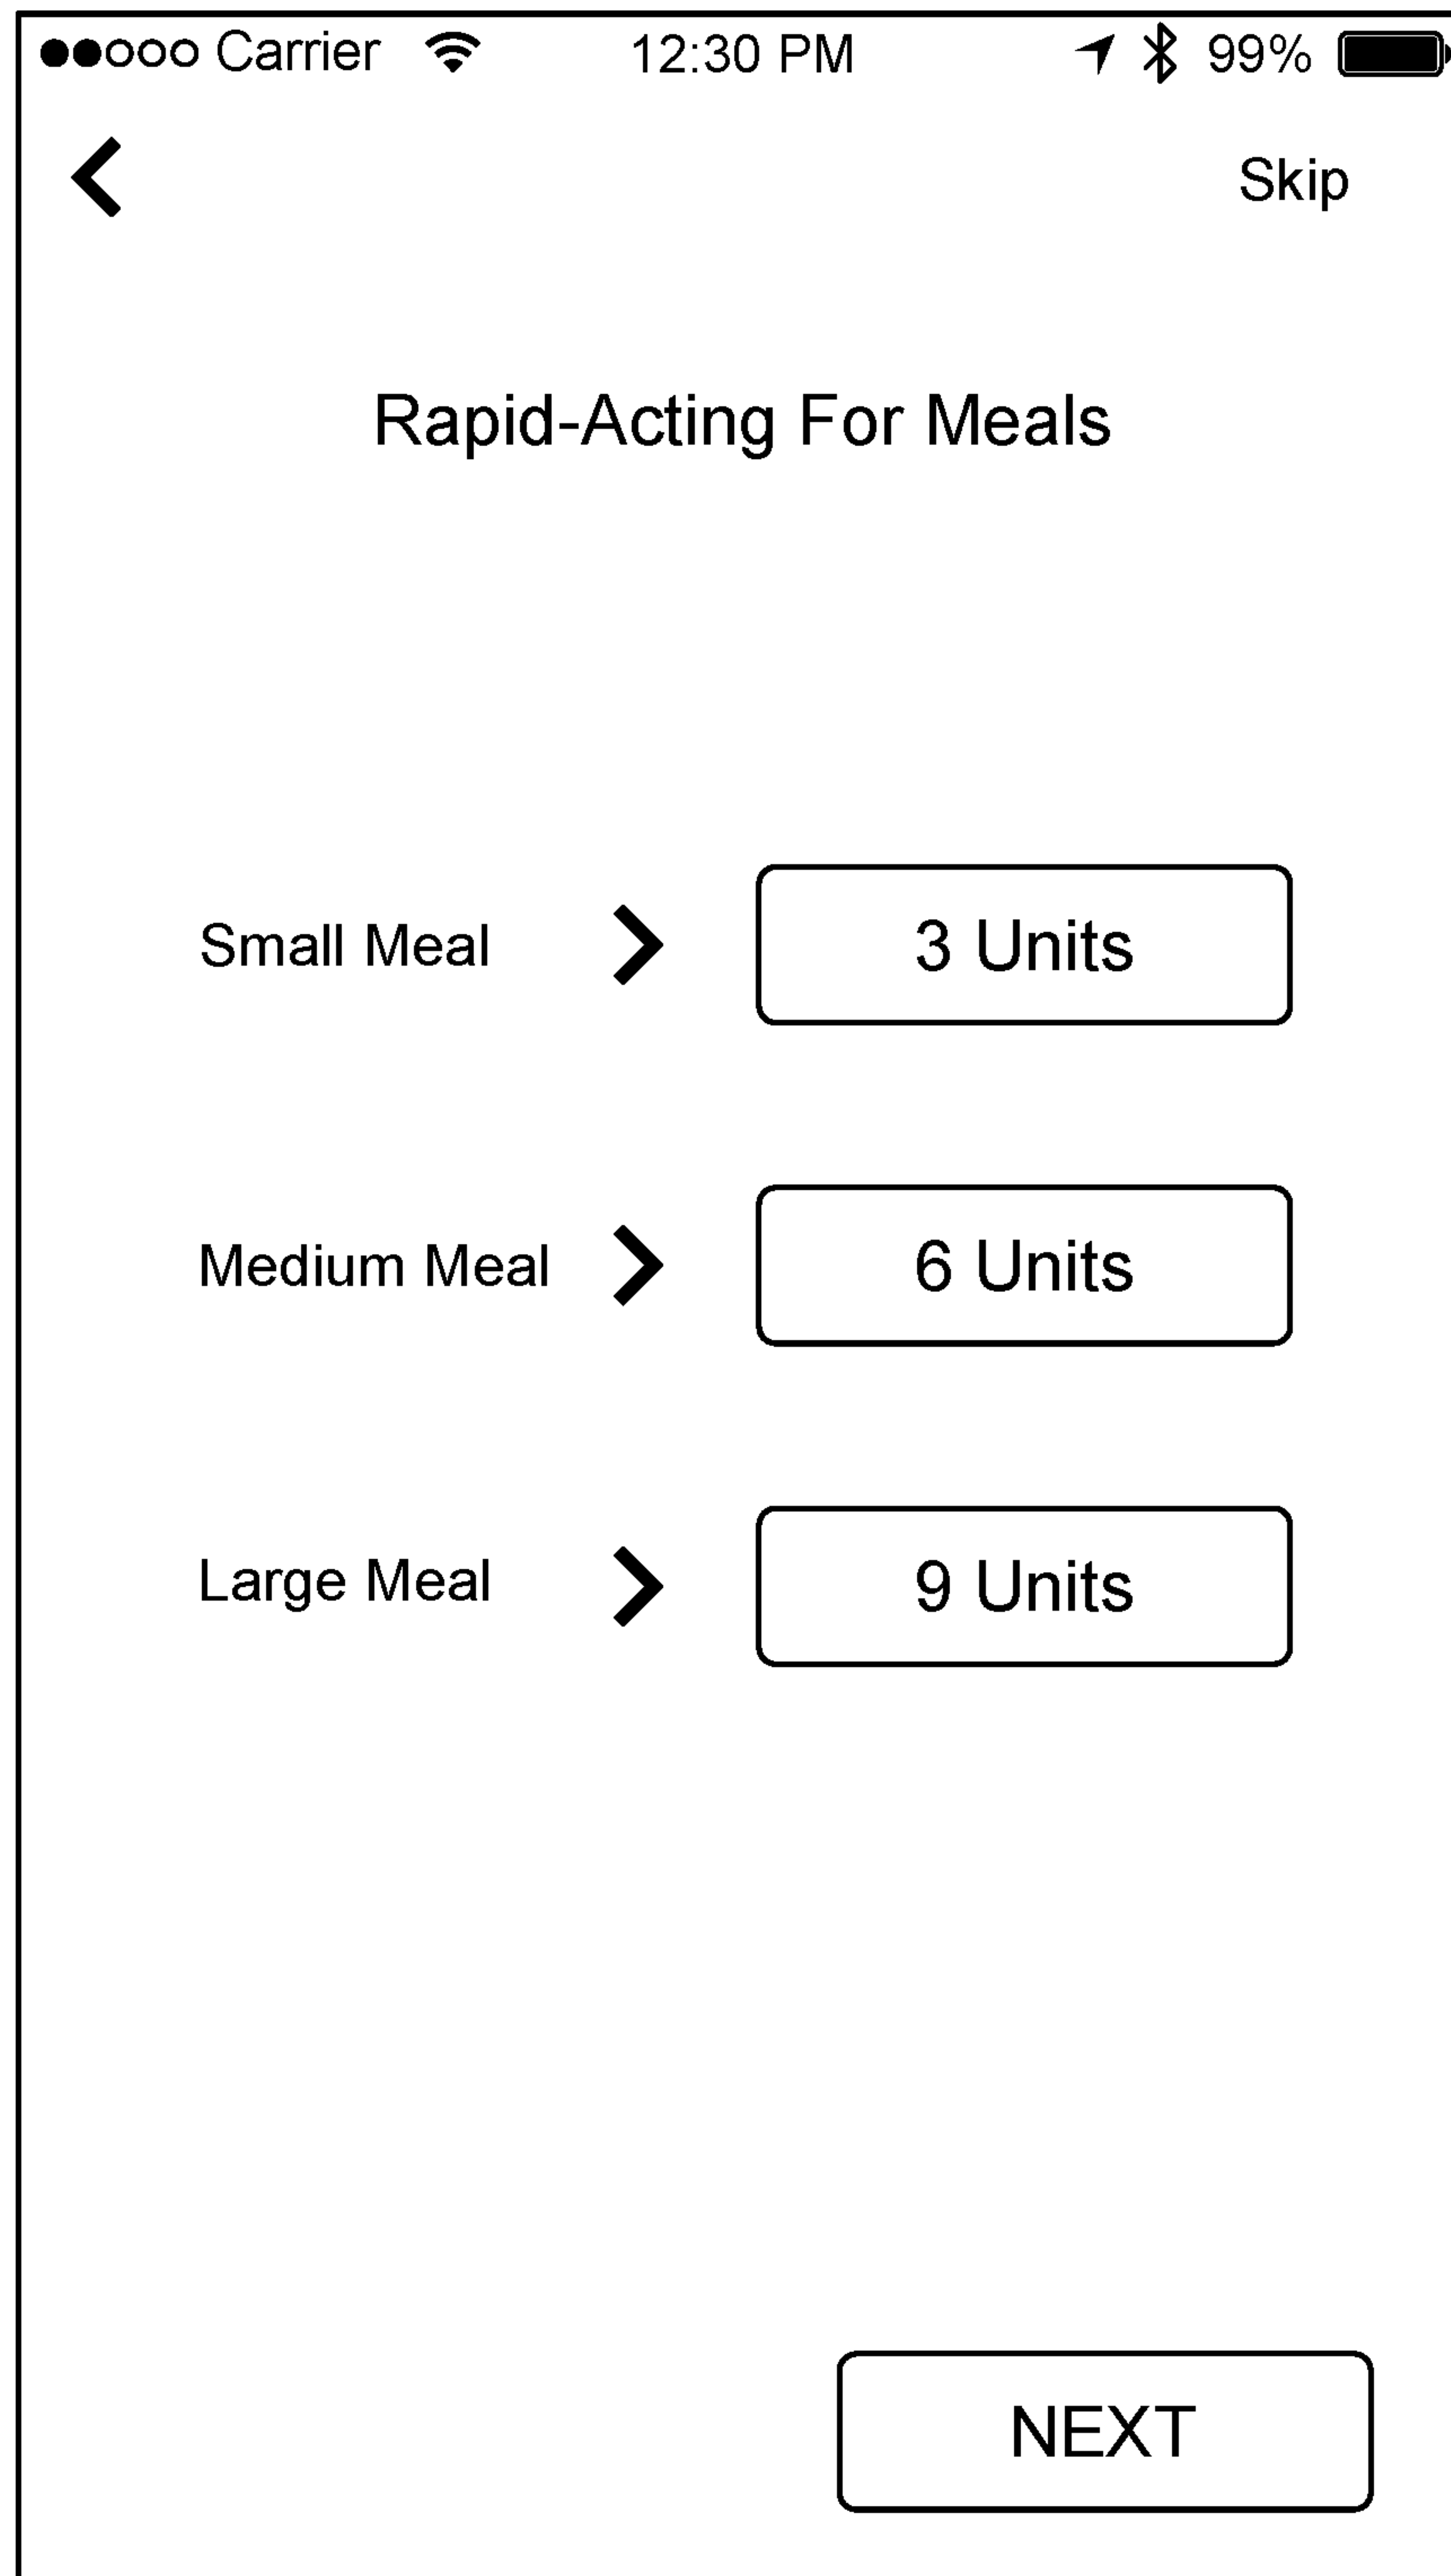 Carrier 12:30 PM 99%
Skip
Rapid-Acting For Meals
Small Meal 3 Units
Medium Meal 6 Units
Large Meal 9 Units
NEXT